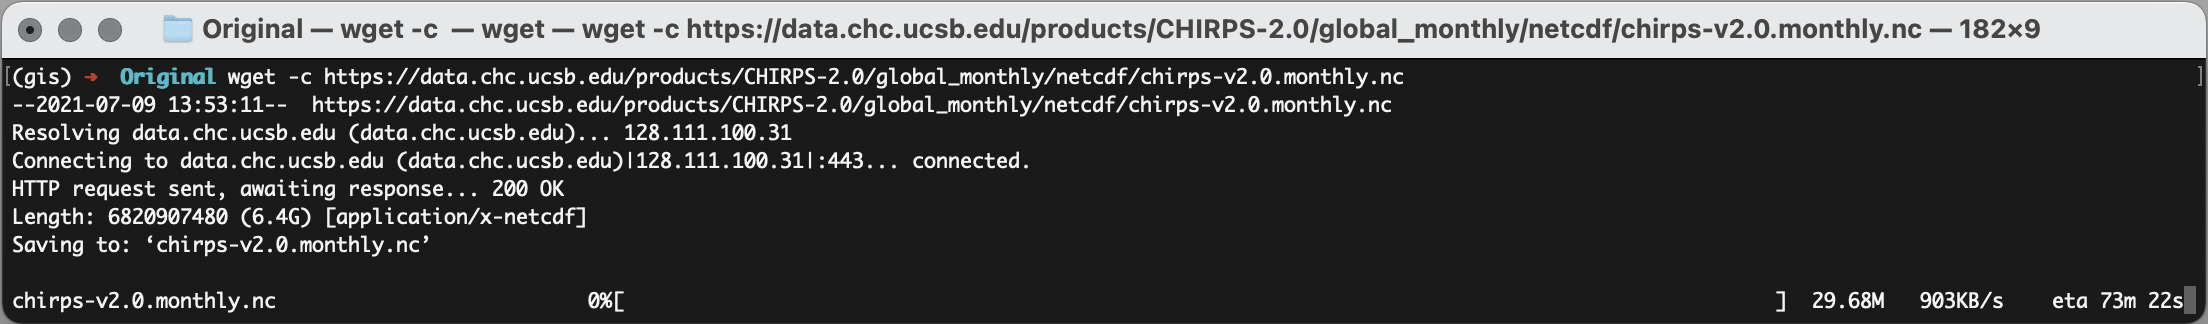 Original — wget -c  — wget — wget -c https://data.chc.ucsb.edu/products/CHIRPS-2.0/global_monthly/netcdf/chirps-v2.0.monthly.nc — 182×9
[(gis) ➜  Original wget -c https://data.chc.ucsb.edu/products/CHIRPS-2.0/global_monthly/netcdf/chirps-v2.0.monthly.nc ]
--2021-07-09 13:53:11--  https://data.chc.ucsb.edu/products/CHIRPS-2.0/global_monthly/netcdf/chirps-v2.0.monthly.nc
Resolving data.chc.ucsb.edu (data.chc.ucsb.edu)... 128.111.100.31
Connecting to data.chc.ucsb.edu (data.chc.ucsb.edu)|128.111.100.31|:443... connected.
HTTP request sent, awaiting response... 200 OK
Length: 6820907480 (6.4G) [application/x-netcdf]
Saving to: ‘chirps-v2.0.monthly.nc’
chirps-v2.0.monthly.nc 0%[ ] 29.68M 903KB/s eta 73m 22s